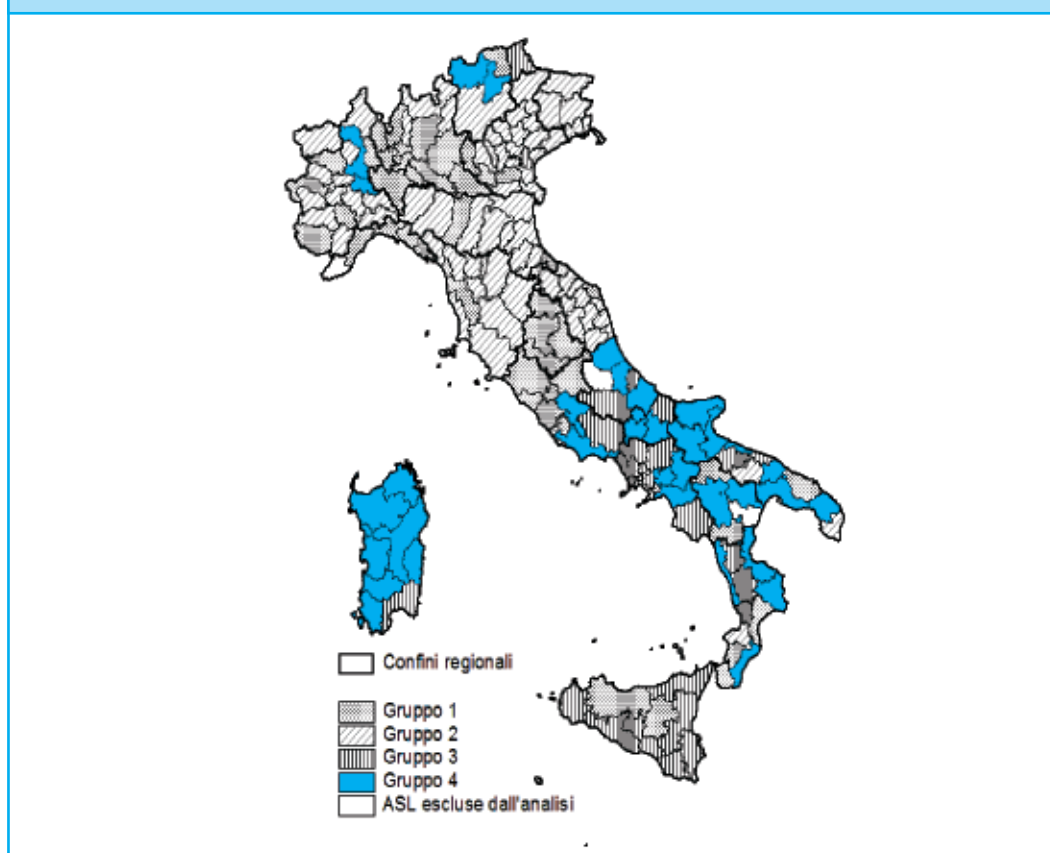 Confini regionali
Gruppo 1
Gruppo 2
Gruppo 3
Gruppo 4
ASL escluse dall'analisi